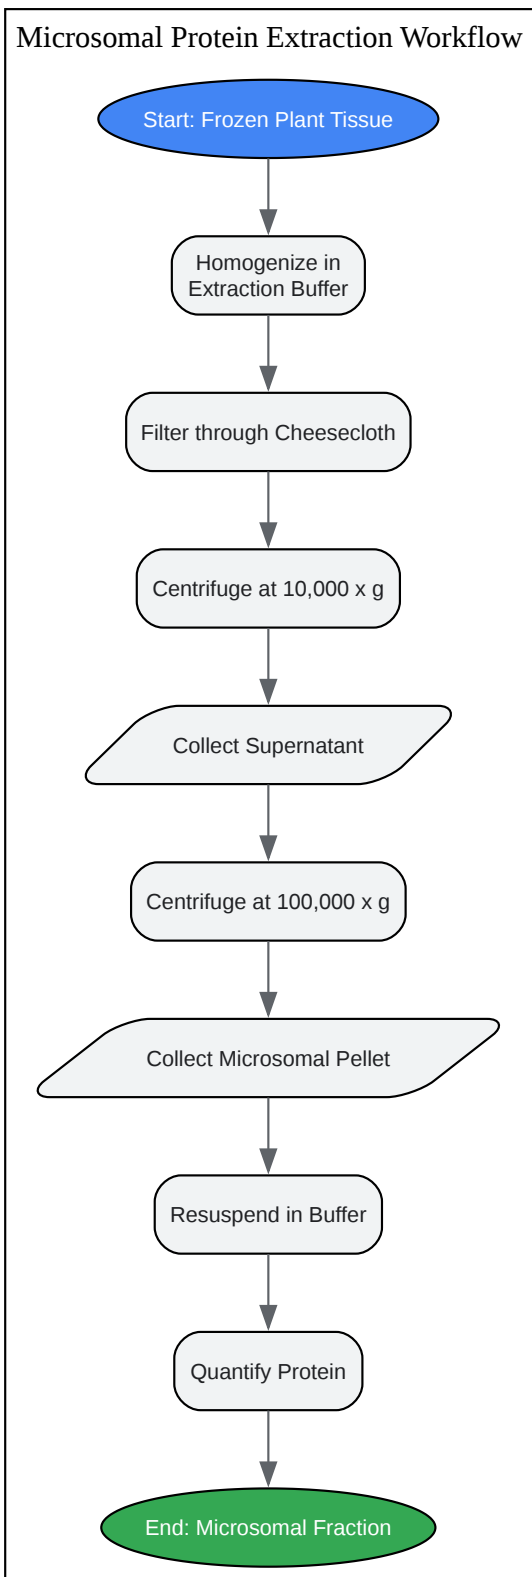 Microsomal Protein Extraction Workflow
Start: Frozen Plant Tissue
Homogenize in
Extraction Buffer
Filter through Cheesecloth
Centrifuge at 10,000 x g
Collect Supernatant
Centrifuge at 100,000 x g
Collect Microsomal Pellet
Resuspend in Buffer
Quantify Protein
End: Microsomal Fraction